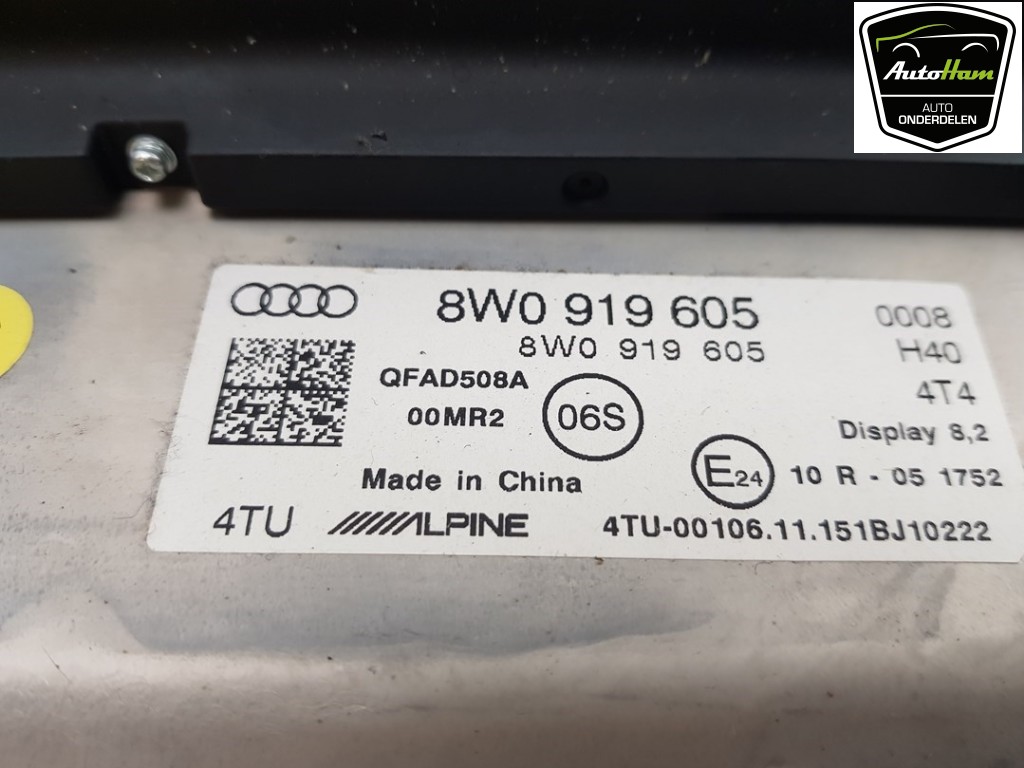 AutoHam
AUTO
ONDERDELEN
8W0 919 605 0008
8W0 919 605 H40
QFAD508A 4T4
00MR2 06S Display 8,2
Made in China E24 10 R - 05 1752
4TU ALPINE 4TU-00106.11.151BJ10222